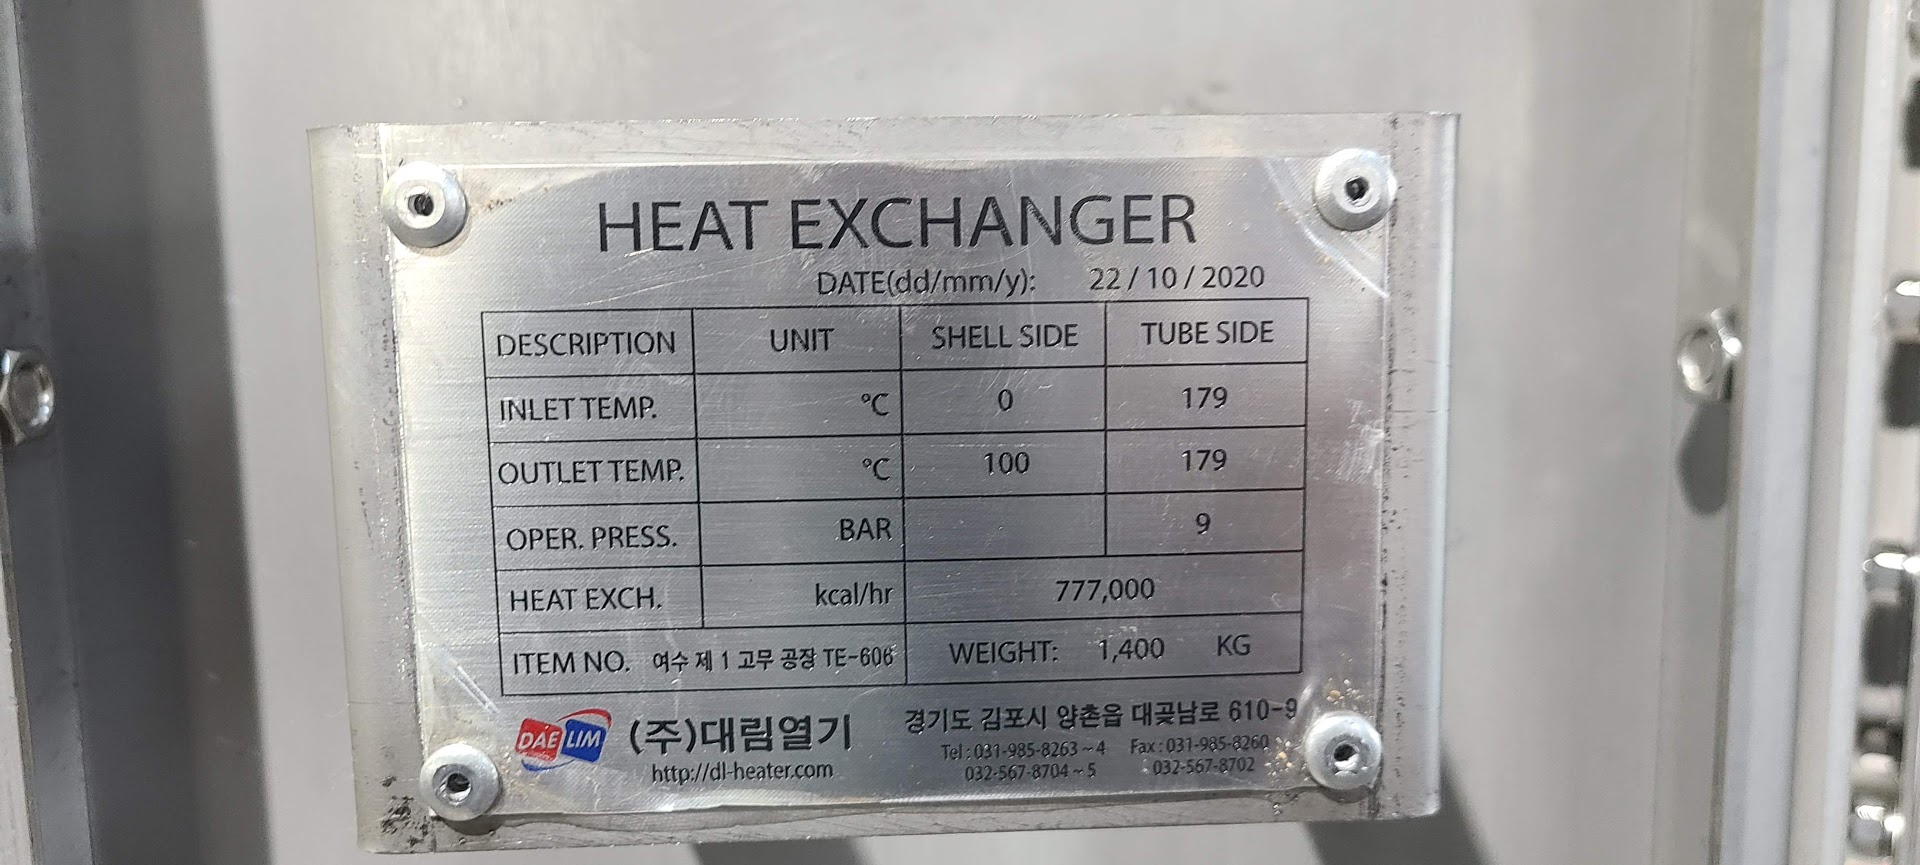 HEAT EXCHANGER
DATE(dd/mm/y): 22 / 10 / 2020
DESCRIPTION UNIT SHELL SIDE TUBE SIDE
INLET TEMP. °C 0 179
OUTLET TEMP. °C 100 179
OPER. PRESS. BAR 9
HEAT EXCH. kcal/hr 777,000
ITEM NO. 여수 제 1 고무 공장 TE-606 WEIGHT: 1,400 KG
DAE LIM (주)대림열기 경기도 김포시 양촌읍 대곶남로 610-9
http://dl-heater.com Tel : 031-985-8263 ~ 4 Fax : 031-985-8260
032-567-8704 ~ 5 032-567-8702